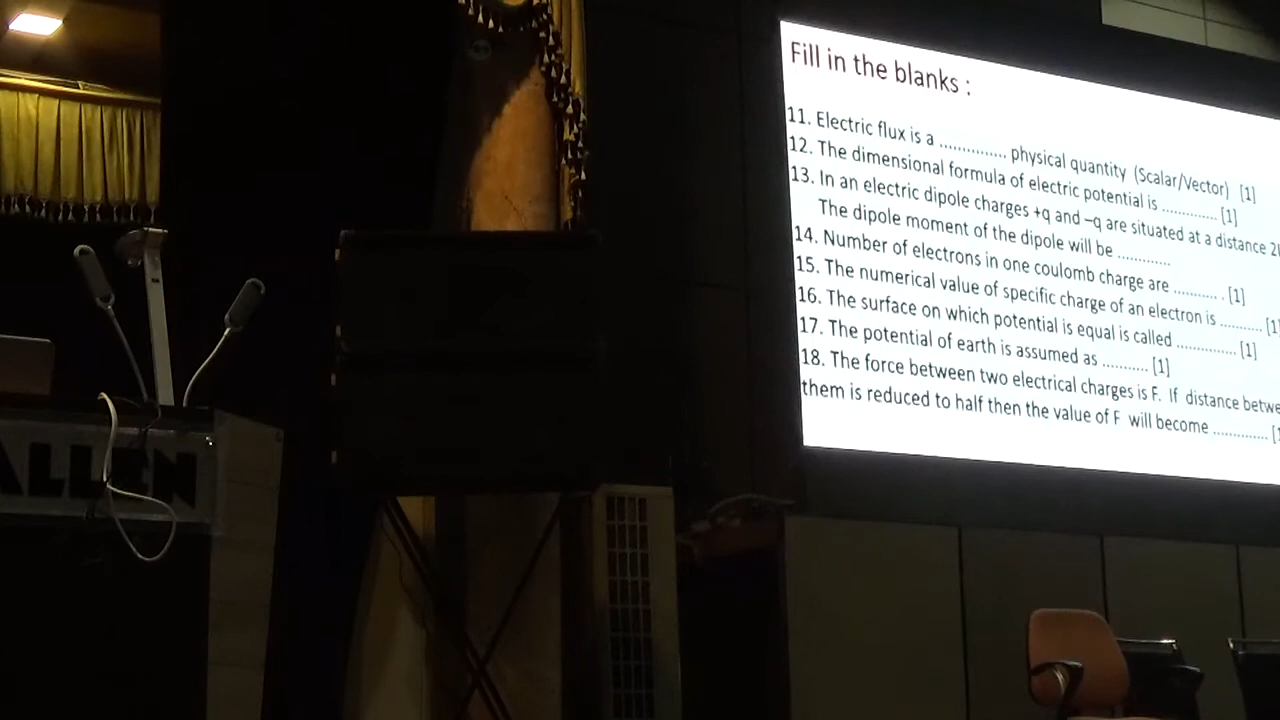 Fill in the blanks :
11. Electric flux is a ............... physical quantity (Scalar/Vector) [1]
12. The dimensional formula of electric potential is ............. [1]
13. In an electric dipole charges +q and –q are situated at a distance 2l
The dipole moment of the dipole will be ............
14. Number of electrons in one coulomb charge are .......... . [1]
15. The numerical value of specific charge of an electron is .......... [1]
16. The surface on which potential is equal is called .............. [1]
17. The potential of earth is assumed as ........... [1]
18. The force between two electrical charges is F. If distance betwe
them is reduced to half then the value of F will become ............. [1
ALLEN